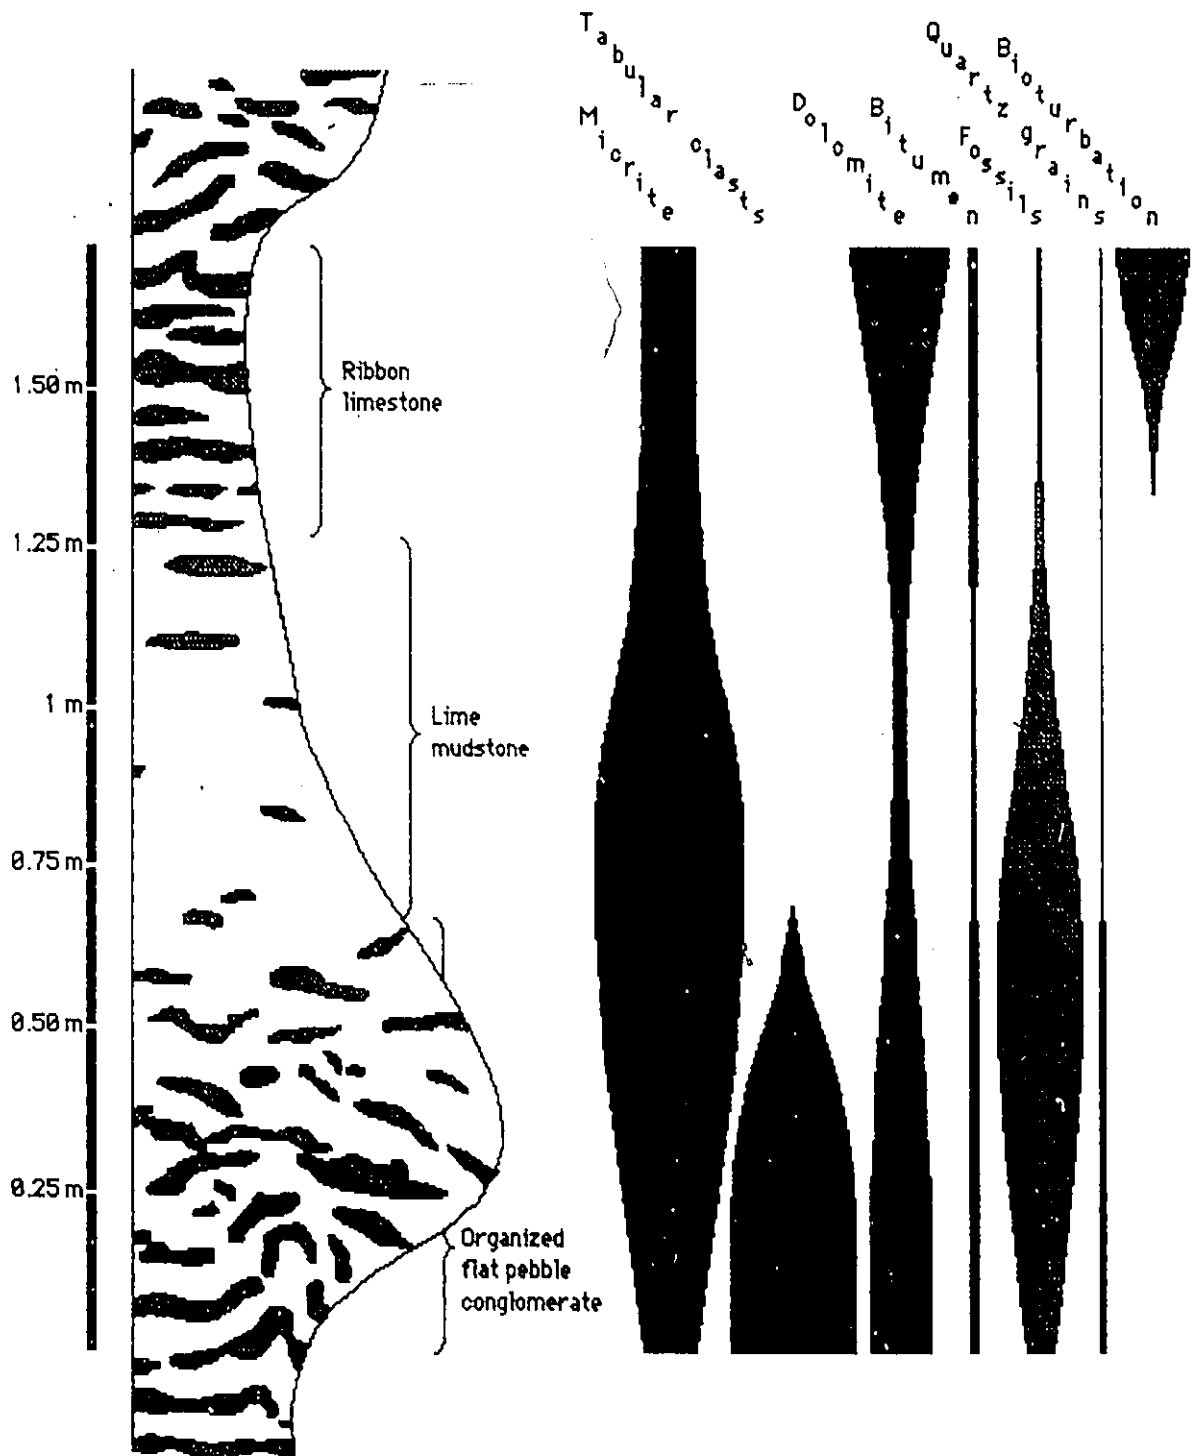 Tabular clasts
Micrite
Dolomite
Bitumen
Quartz grains
Fossils
Bioturbation
1.50 m
1.25 m
1 m
0.75 m
0.50 m
0.25 m
Ribbon
limestone
Lime
mudstone
Organized
flat pebble
conglomerate